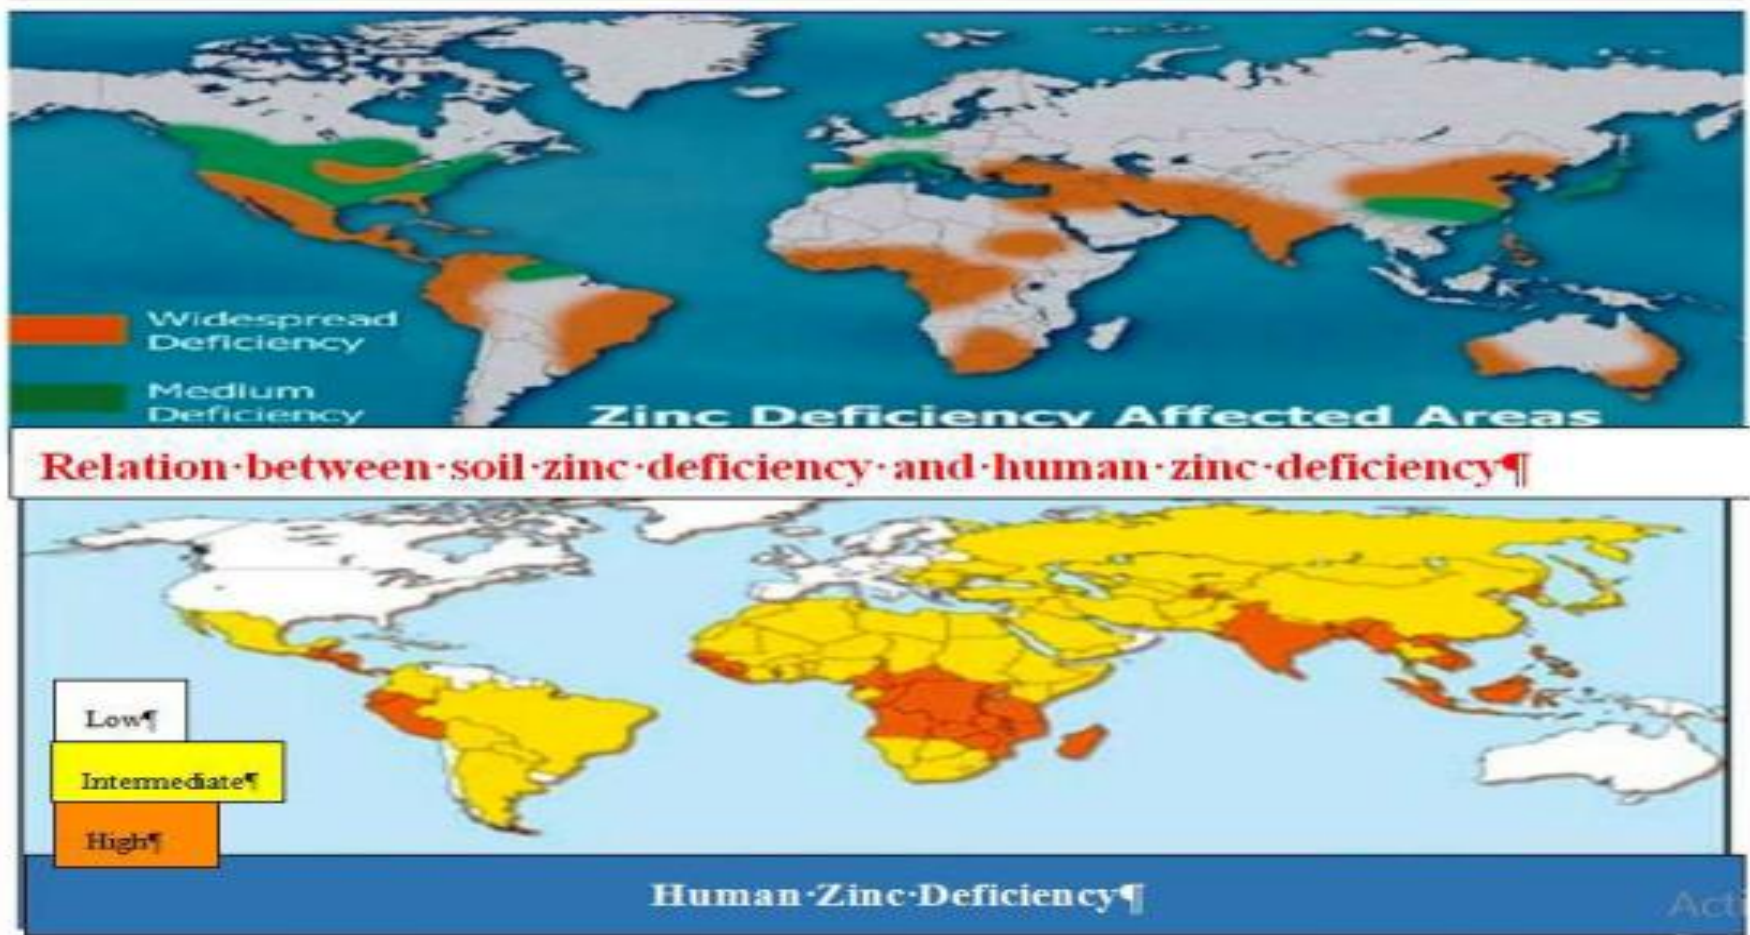 Widespread
Deficiency
Medium
Deficiency
Zinc Deficiency Affected Areas
Relation·between·soil·zinc·deficiency·and·human·zinc·deficiency¶
Low¶
Intermediate¶
High¶
Human·Zinc·Deficiency¶
Acti